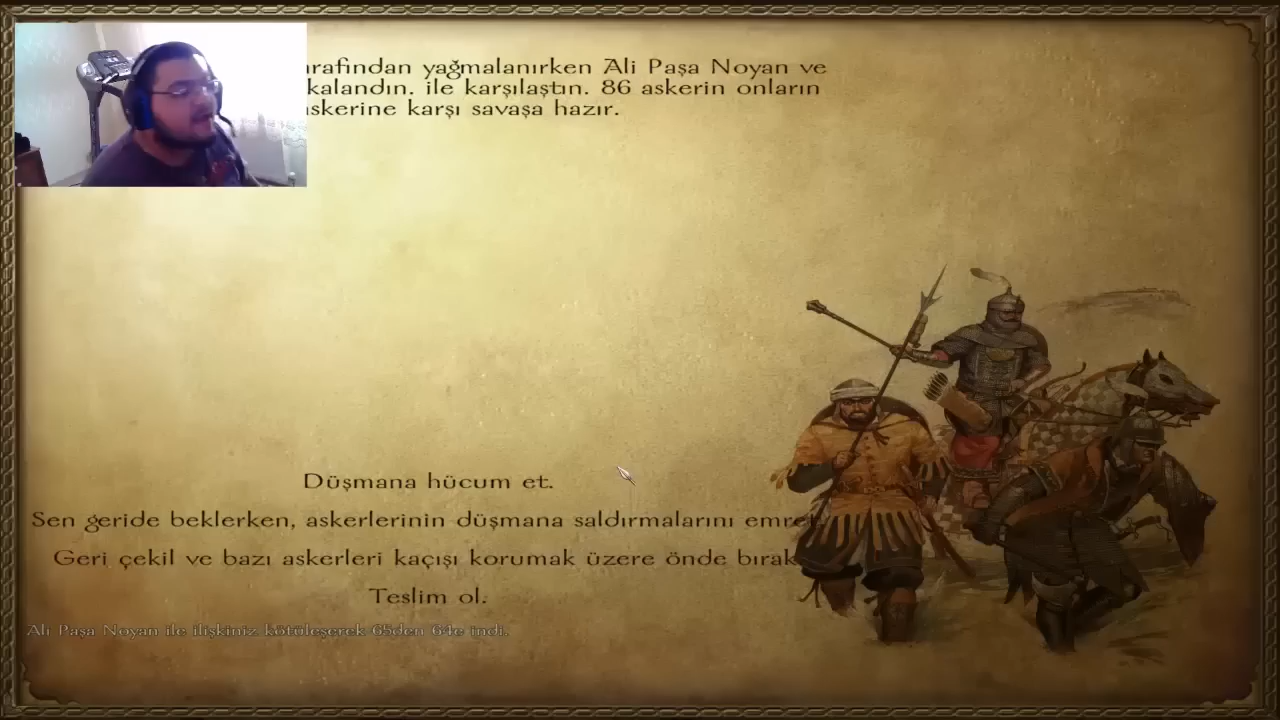 yağmalanırken Ali Paşa Noyan ve
kalandın. ile karşılaştın. 86 askerin onların
karşı savaşa hazır.
Düşmana hücum et.
Sen geride beklerken, askerlerinin düşmana saldırmalarını emret.
Geri çekil ve bazı askerleri kaçışı korumak üzere önde bırak.
Teslim ol.
Ali Paşa Noyan ile ilişkiniz kötüleşerek 65den 64e indi.